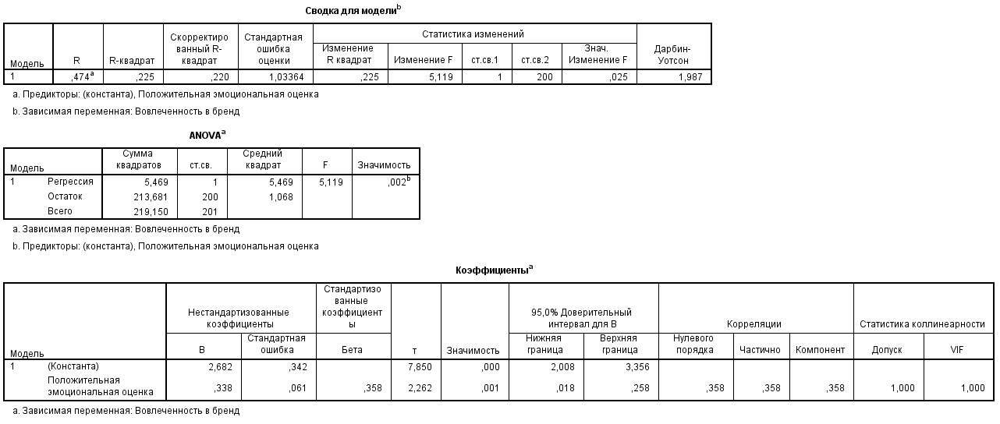 Сводка для модели^b
Модель | R | R-квадрат | Скорректированный R-квадрат | Стандартная ошибка оценки | Статистика изменений | Дарбин-Уотсон
Изменение R квадрат | Изменение F | ст.св.1 | ст.св.2 | Знач. Изменение F
1 | ,474^a | ,225 | ,220 | 1,03364 | ,225 | 5,119 | 1 | 200 | ,025 | 1,987
a. Предикторы: (константа), Положительная эмоциональная оценка
b. Зависимая переменная: Вовлеченность в бренд
ANOVA^a
Модель | Сумма квадратов | ст.св. | Средний квадрат | F | Значимость
1 Регрессия | 5,469 | 1 | 5,469 | 5,119 | ,002^b
Остаток | 213,681 | 200 | 1,068
Всего | 219,150 | 201
a. Зависимая переменная: Вовлеченность в бренд
b. Предикторы: (константа), Положительная эмоциональная оценка
Коэффициенты^a
Модель | Нестандартизованные коэффициенты | Стандартизованные коэффициенты | т | Значимость | 95,0% Доверительный интервал для B | Корреляции | Статистика коллинеарности
B | Стандартная ошибка | Бета | Нижняя граница | Верхняя граница | Нулевого порядка | Частично | Компонент | Допуск | VIF
1 (Константа) | 2,682 | ,342 | 7,850 | ,000 | 2,008 | 3,356
Положительная эмоциональная оценка | ,338 | ,061 | ,358 | 2,262 | ,001 | ,018 | ,258 | ,358 | ,358 | ,358 | 1,000 | 1,000
a. Зависимая переменная: Вовлеченность в бренд